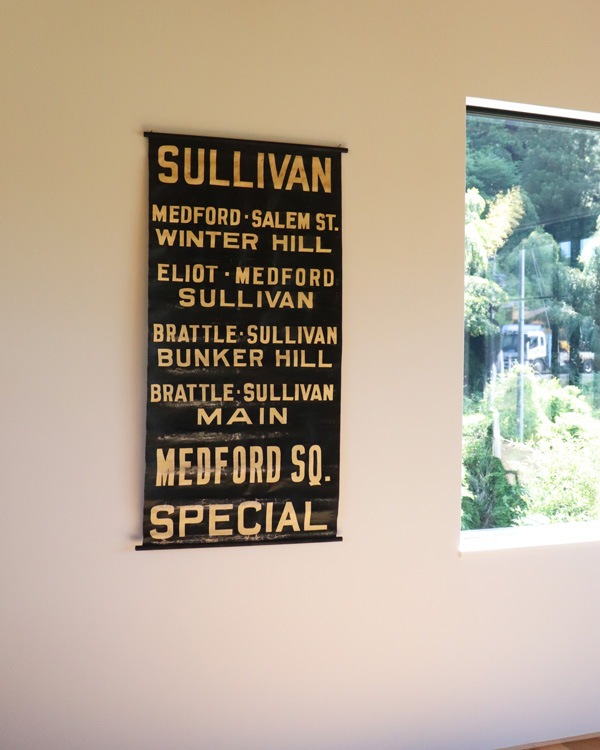 SULLIVAN
MEDFORD·SALEM ST.
WINTER HILL
ELIOT·MEDFORD
SULLIVAN
BRATTLE·SULLIVAN
BUNKER HILL
BRATTLE·SULLIVAN
MAIN
MEDFORD SQ.
SPECIAL